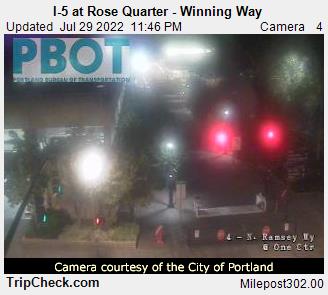 I-5 at Rose Quarter - Winning Way
Updated Jul 29 2022 11:46 PM Camera 4
PBOT
PORTLAND BUREAU OF TRANSPORTATION
4 - N. Ramsey Wy
@ One Ctr
Camera courtesy of the City of Portland
TripCheck.com Milepost302.00